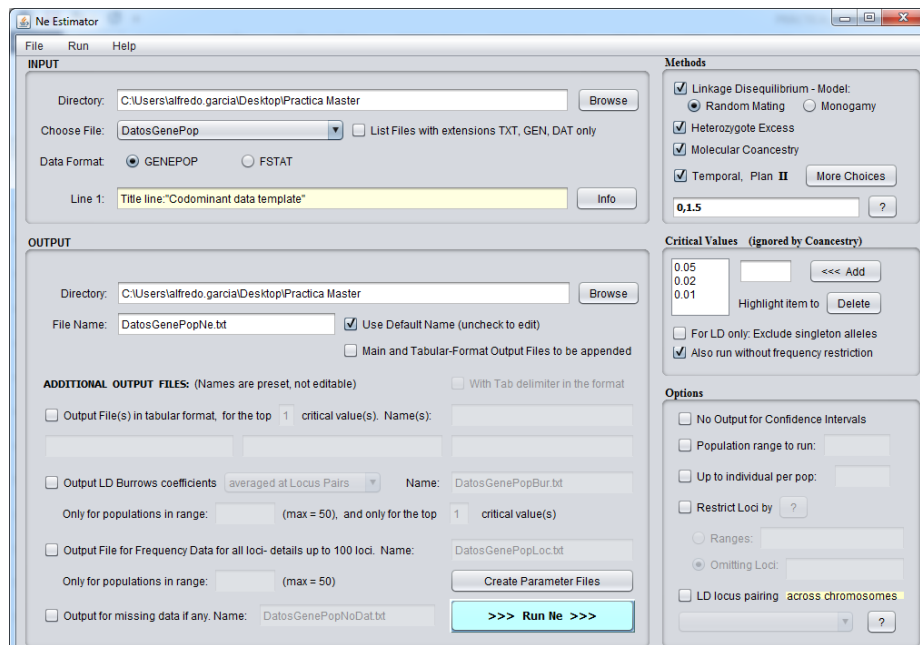 Ne Estimator
File Run Help
INPUT
Directory: C:\Users\alfredo.garcia\Desktop\Practica Master Browse
Choose File: DatosGenePop List Files with extensions TXT, GEN, DAT only
Data Format: GENEPOP FSTAT
Line 1: Title line:"Codominant data template" Info
OUTPUT
Directory: C:\Users\alfredo.garcia\Desktop\Practica Master Browse
File Name: DatosGenePopNe.txt Use Default Name (uncheck to edit)
Main and Tabular-Format Output Files to be appended
ADDITIONAL OUTPUT FILES: (Names are preset, not editable) With Tab delimiter in the format
Output File(s) in tabular format, for the top 1 critical value(s). Name(s):
Output LD Burrows coefficients averaged at Locus Pairs Name: DatosGenePopBur.txt
Only for populations in range: (max = 50), and only for the top 1 critical value(s)
Output File for Frequency Data for all loci- details up to 100 loci. Name: DatosGenePopLoc.txt
Only for populations in range: (max = 50) Create Parameter Files
Output for missing data if any. Name: DatosGenePopNoDat.txt >>> Run Ne >>>
Methods
Linkage Disequilibrium - Model:
Random Mating Monogamy
Heterozygote Excess
Molecular Coancestry
Temporal, Plan II More Choices
0,1.5 ?
Critical Values (ignored by Coancestry)
0.05 <<< Add
0.02
0.01 Highlight item to Delete
For LD only: Exclude singleton alleles
Also run without frequency restriction
Options
No Output for Confidence Intervals
Population range to run:
Up to individual per pop:
Restrict Loci by ?
Ranges:
Omitting Loci:
LD locus pairing across chromosomes
?